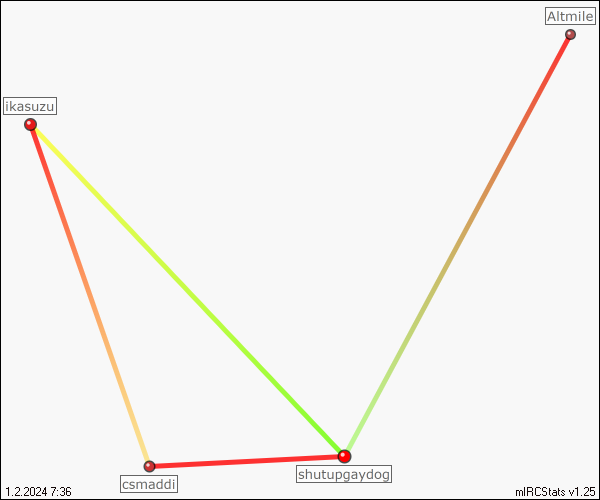 Altmile
ikasuzu
shutupgaydog
csmaddi
1.2.2024 7:36
mIRCStats v1.25